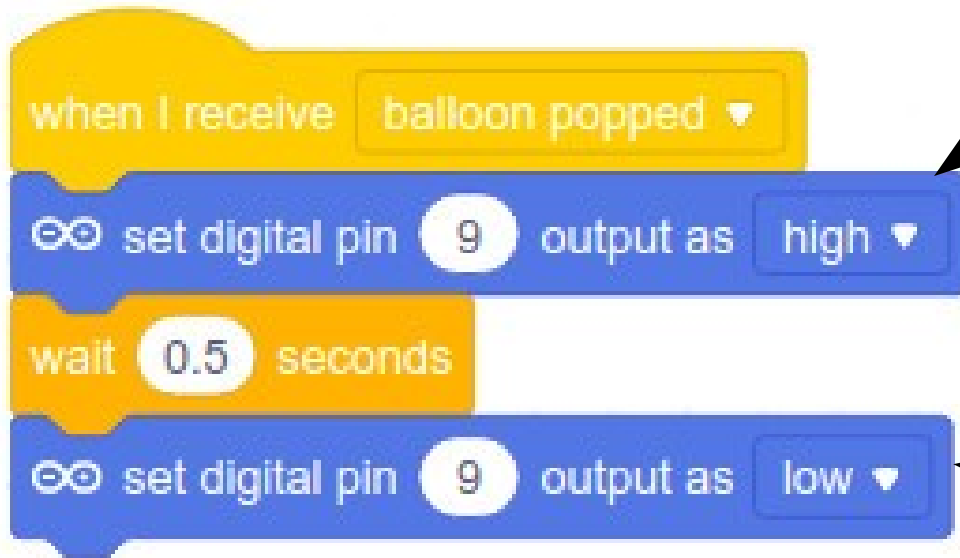 when I receive balloon popped
set digital pin 9 output as high
wait 0.5 seconds
set digital pin 9 output as low